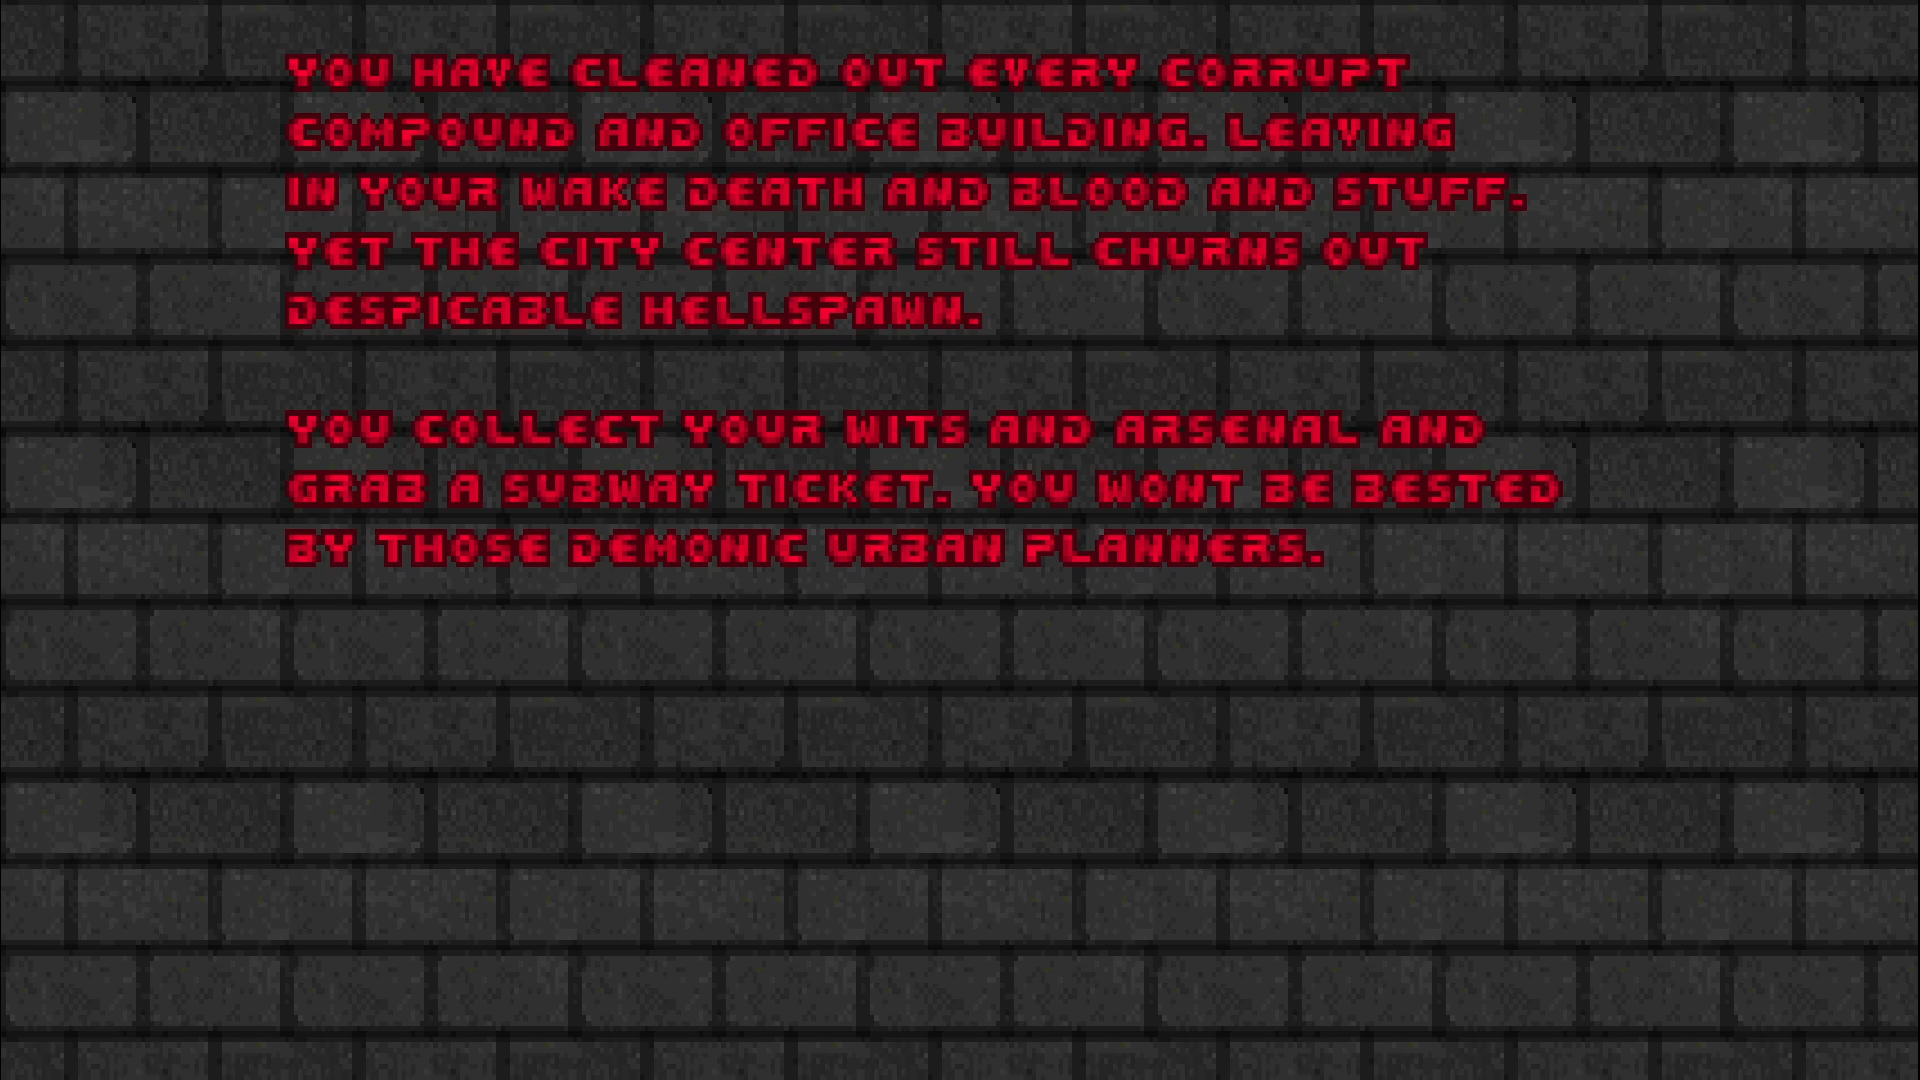 YOU HAVE CLEANED OUT EVERY CORRUPT
COMPOUND AND OFFICE BUILDING. LEAVING
IN YOUR WAKE DEATH AND BLOOD AND STUFF.
YET THE CITY CENTER STILL CHURNS OUT
DESPICABLE HELLSPAWN.
YOU COLLECT YOUR WITS AND ARSENAL AND
GRAB A SUBWAY TICKET. YOU WONT BE BESTED
BY THOSE DEMONIC URBAN PLANNERS.